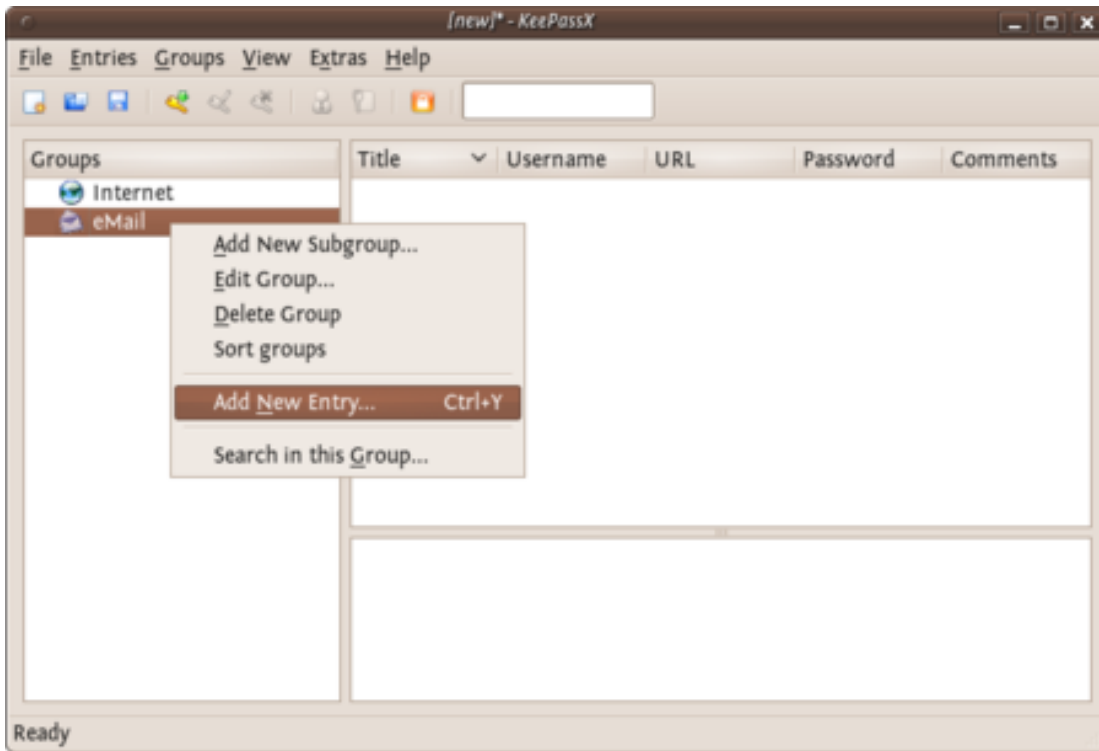 [new]* - KeePassX
File Entries Groups View Extras Help
Groups
Title Username URL Password Comments
Internet
eMail
Add New Subgroup...
Edit Group...
Delete Group
Sort groups
Add New Entry... Ctrl+Y
Search in this Group...
Ready